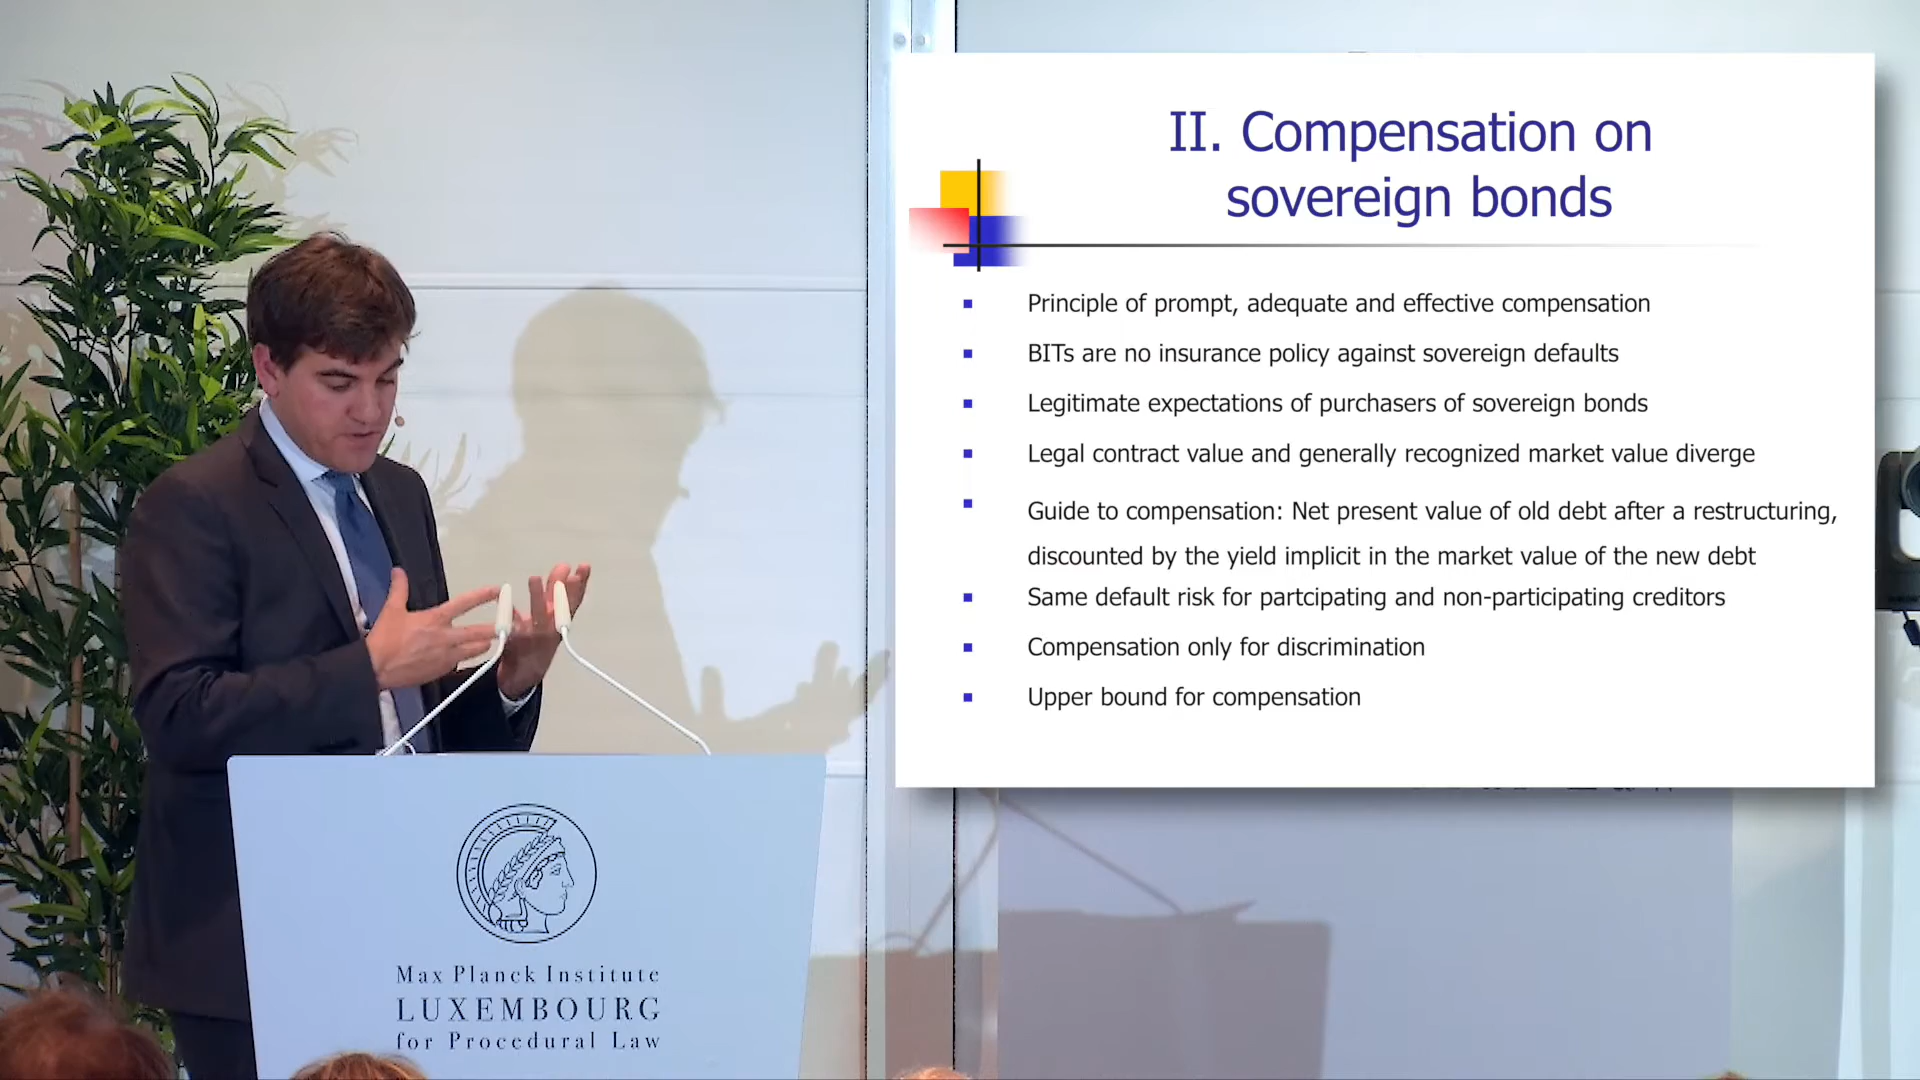 II. Compensation on
sovereign bonds
Principle of prompt, adequate and effective compensation
BITs are no insurance policy against sovereign defaults
Legitimate expectations of purchasers of sovereign bonds
Legal contract value and generally recognized market value diverge
Guide to compensation: Net present value of old debt after a restructuring,
discounted by the yield implicit in the market value of the new debt
Same default risk for partcipating and non-participating creditors
Compensation only for discrimination
Upper bound for compensation
Max Planck Institute
LUXEMBOURG
for Procedural Law